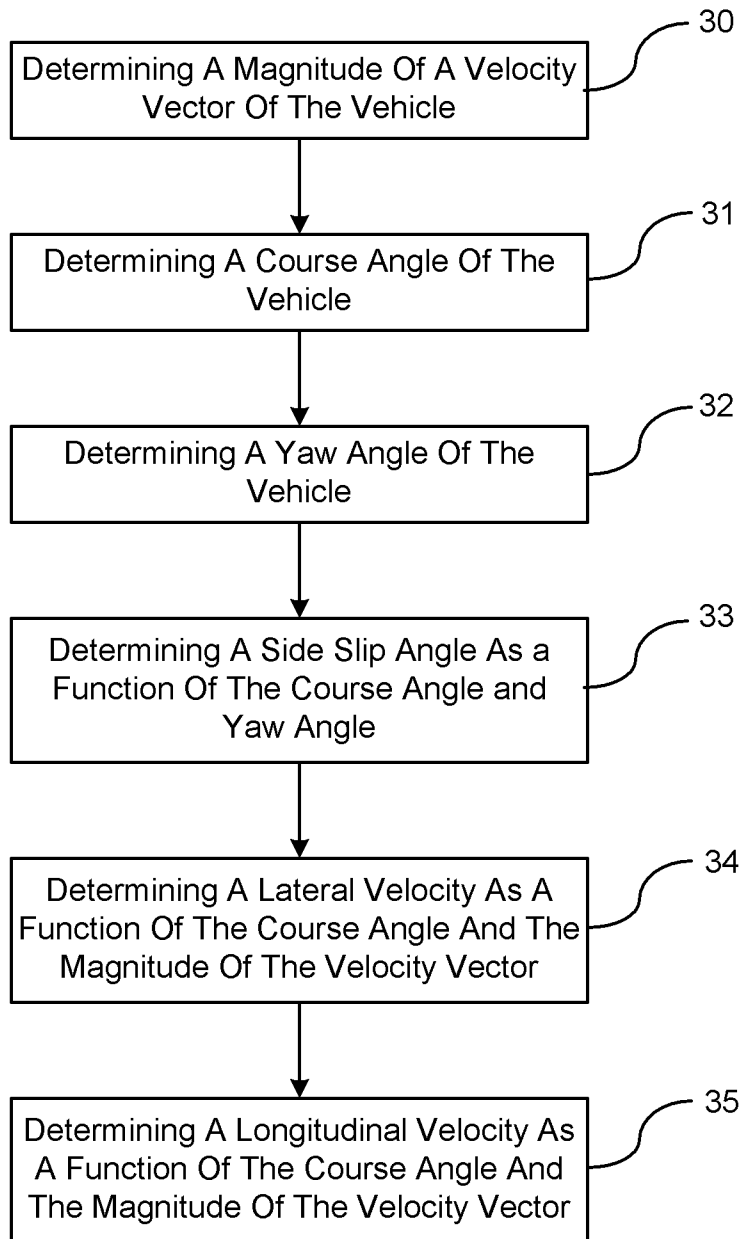 30
Determining A Magnitude Of A Velocity
Vector Of The Vehicle
31
Determining A Course Angle Of The
Vehicle
32
Determining A Yaw Angle Of The
Vehicle
33
Determining A Side Slip Angle As a
Function Of The Course Angle and
Yaw Angle
34
Determining A Lateral Velocity As A
Function Of The Course Angle And The
Magnitude Of The Velocity Vector
35
Determining A Longitudinal Velocity As
A Function Of The Course Angle And
The Magnitude Of The Velocity Vector